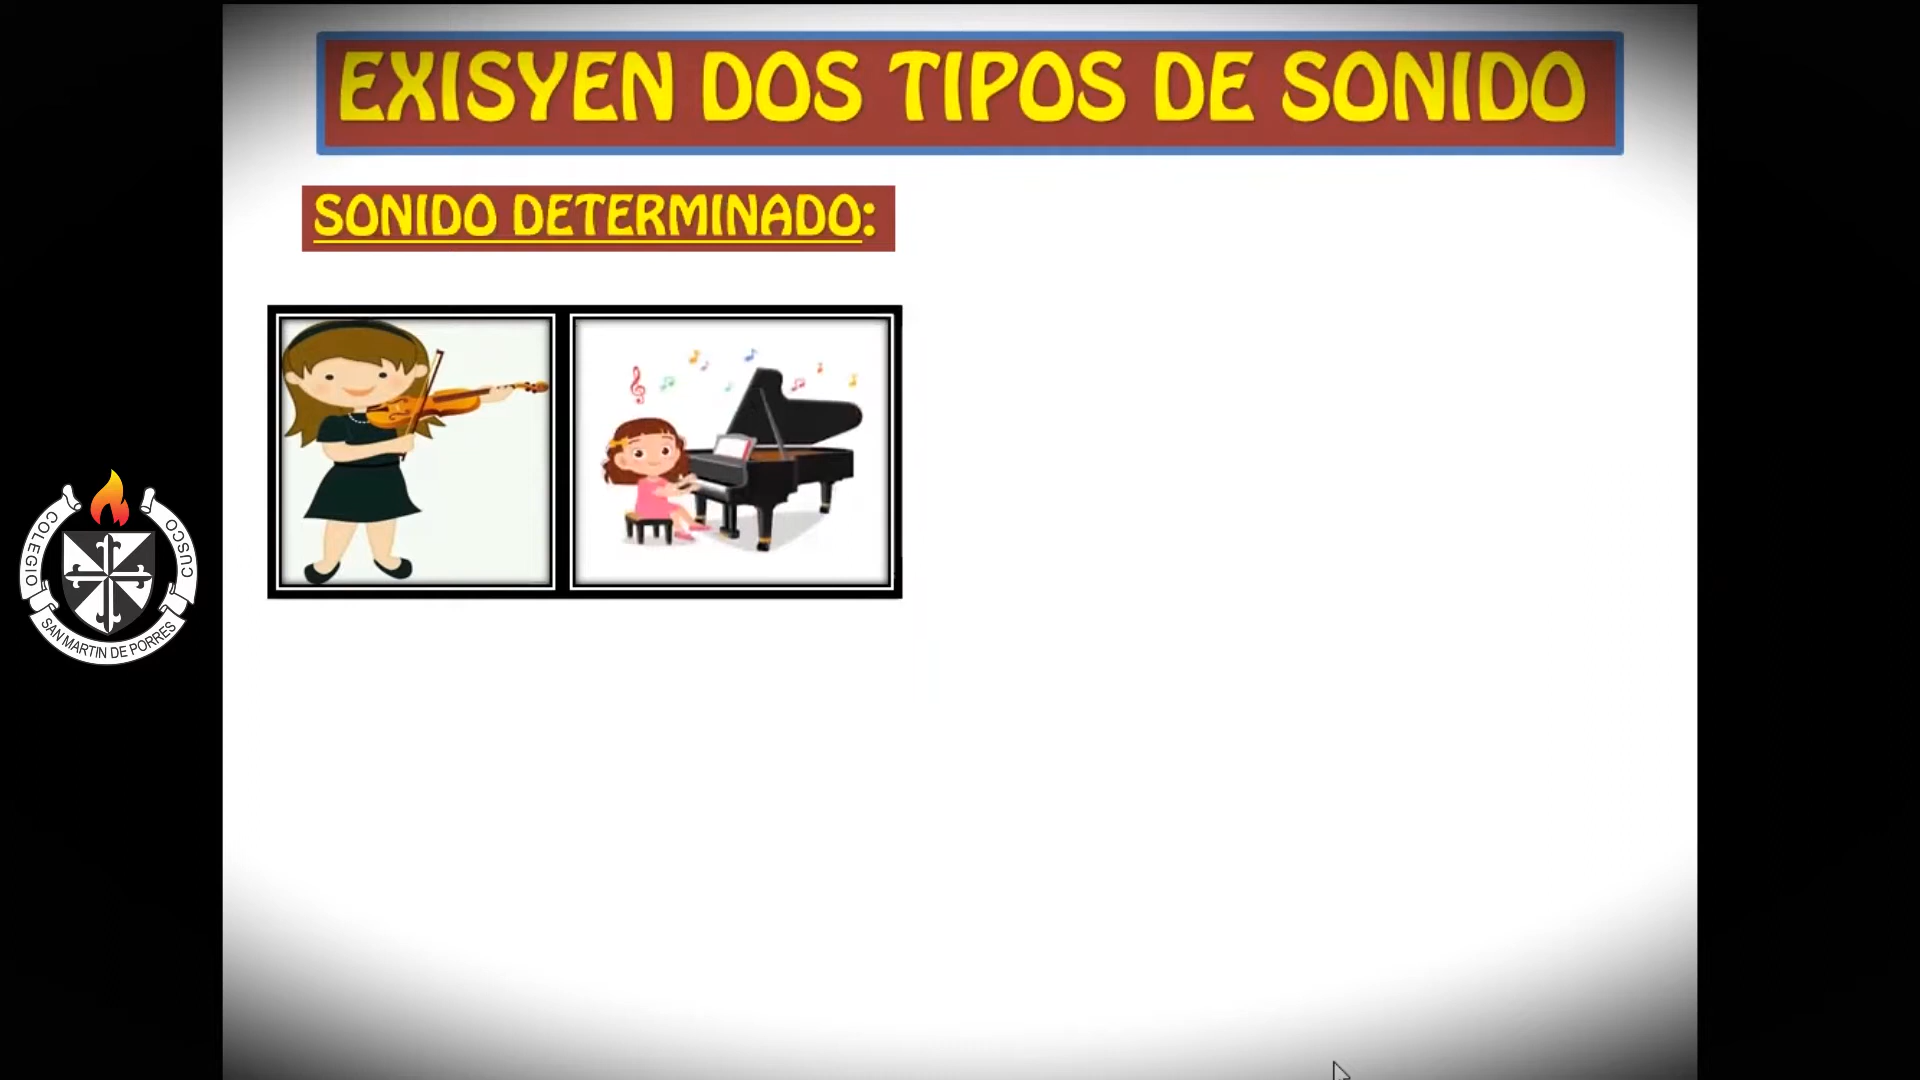 EXISYEN DOS TIPOS DE SONIDO
SONIDO DETERMINADO:
COLEGIO
CUSCO
SAN MARTIN DE PORRES